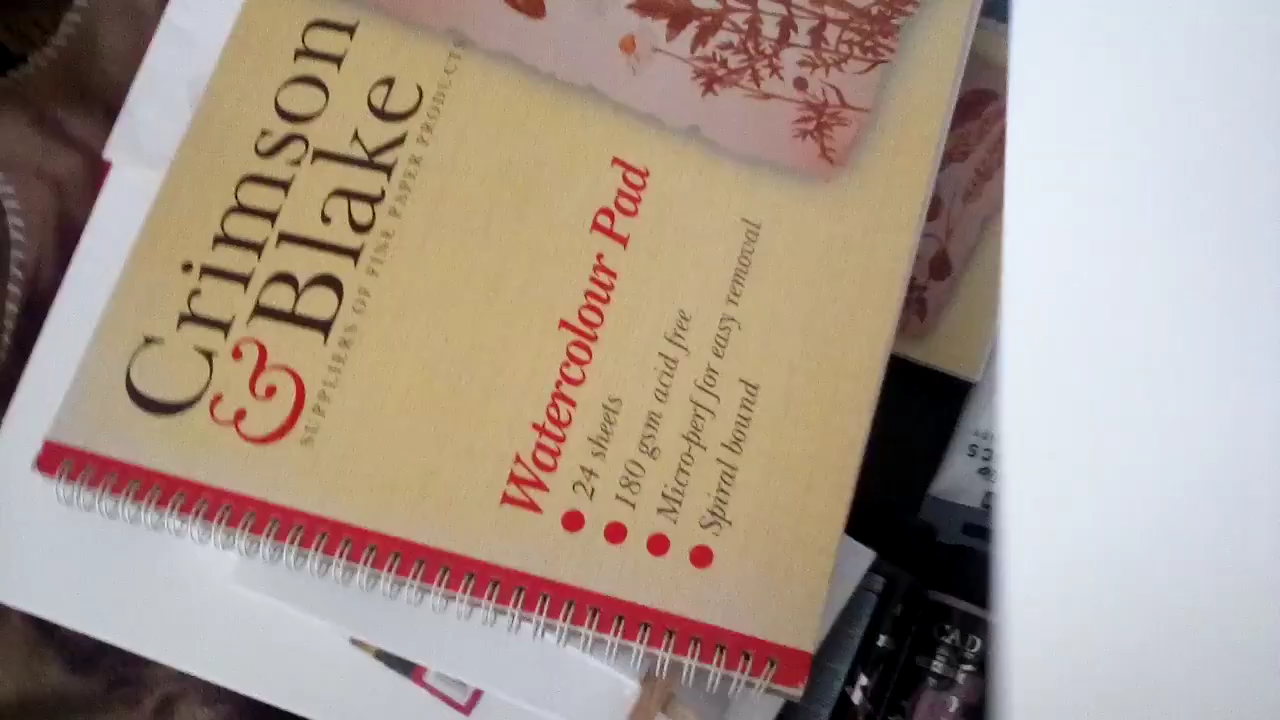 Crimson
& Blake
SUPPLIERS OF FINE PAPER PRODUCTS
Watercolour Pad
24 sheets
180 gsm acid free
Micro-perf for easy removal
Spiral bound
CAD